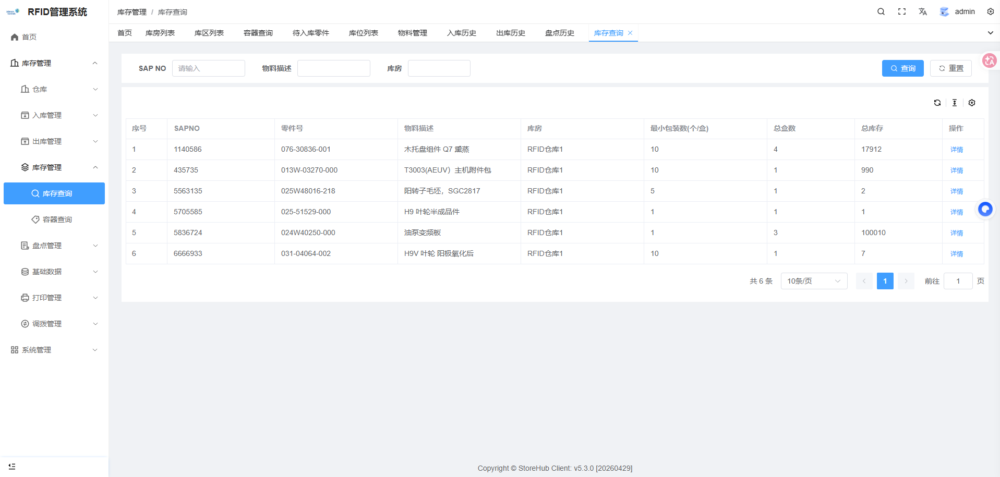 Johnson Controls
RFID管理系统
库存管理 / 库存查询
admin
首页
库存管理
仓库
入库管理
出库管理
库存管理
库存查询
容器查询
盘点管理
基础数据
打印管理
调拨管理
系统管理
首页 库房列表 库区列表 容器查询 待入库零件 库位列表 物料管理 入库历史 出库历史 盘点历史 库存查询
SAP NO 请输入 物料描述 库房 查询 重置
序号 SAPNO 零件号 物料描述 库房 最小包装数(个/盒) 总盒数 总库存 操作
1 1140586 076-30836-001 木托盘组件 Q7 熏蒸 RFID仓库1 10 4 17912 详情
2 435735 013W-03270-000 T3003(AEUV）主机附件包 RFID仓库1 10 1 990 详情
3 5563135 025W48016-218 阳转子毛坯，SGC2817 RFID仓库1 5 1 2 详情
4 5705585 025-51529-000 H9 叶轮半成品件 RFID仓库1 1 1 1 详情
5 5836724 024W40250-000 油泵变频板 RFID仓库1 1 3 100010 详情
6 6666933 031-04064-002 H9V 叶轮 阳极氧化后 RFID仓库1 10 1 7 详情
共 6 条 10条/页 1 前往 1 页
Copyright © StoreHub Client: v5.3.0 [20260429]